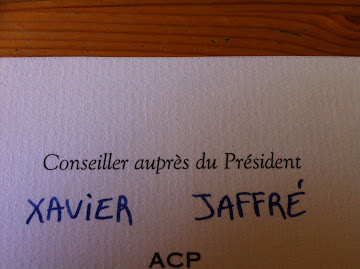 Conseiller auprès du Président
XAViER JAFFRÉ
ACP